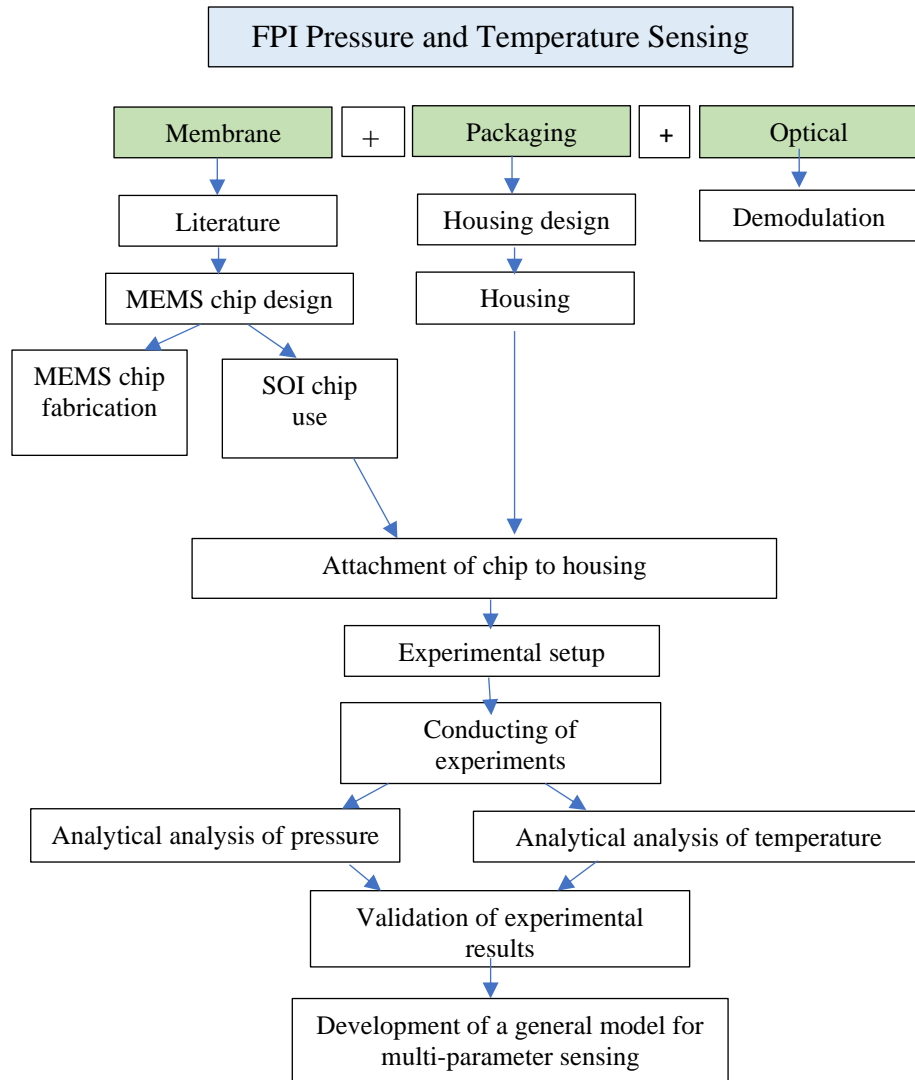 FPI Pressure and Temperature Sensing
Membrane + Packaging + Optical
Literature
Housing design
Demodulation
MEMS chip design
Housing
MEMS chip
fabrication
SOI chip
use
Attachment of chip to housing
Experimental setup
Conducting of
experiments
Analytical analysis of pressure
Analytical analysis of temperature
Validation of experimental
results
Development of a general model for
multi-parameter sensing